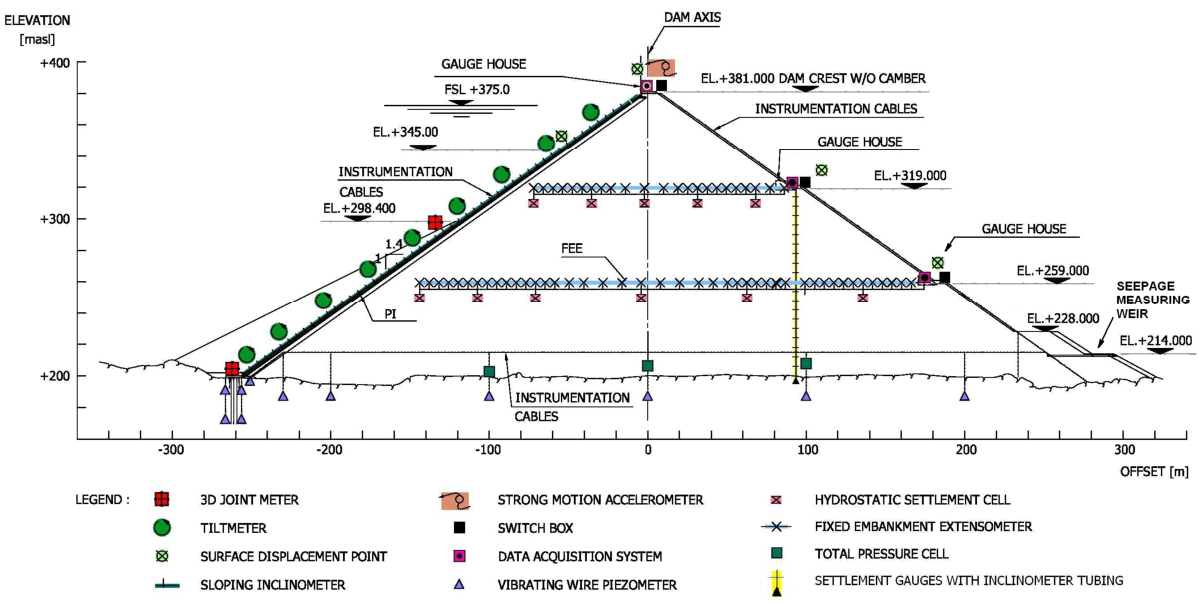 ELEVATION
[masl]
DAM AXIS
+400
GAUGE HOUSE
FSL +375.0
EL.+381.000 DAM CREST W/O CAMBER
INSTRUMENTATION CABLES
EL.+345.00
GAUGE HOUSE
INSTRUMENTATION
CABLES
EL.+319.000
EL.+298.400
+300
1.4
1
GAUGE HOUSE
FEE
EL.+259.000
PI
SEEPAGE
MEASURING
WEIR
EL.+228.000
EL.+214.000
+200
INSTRUMENTATION
CABLES
-300
-200
-100
0
100
200
300
OFFSET [m]
LEGEND :
3D JOINT METER
TILTMETER
SURFACE DISPLACEMENT POINT
SLOPING INCLINOMETER
STRONG MOTION ACCELEROMETER
SWITCH BOX
DATA ACQUISITION SYSTEM
VIBRATING WIRE PIEZOMETER
HYDROSTATIC SETTLEMENT CELL
FIXED EMBANKMENT EXTENSOMETER
TOTAL PRESSURE CELL
SETTLEMENT GAUGES WITH INCLINOMETER TUBING